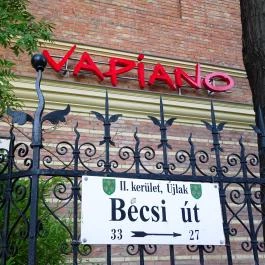 VAPIANO
II. kerület, Újlak
Bécsi út
33 27